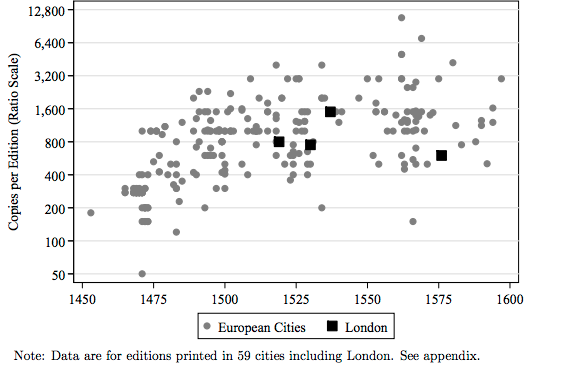 Copies per Edition (Ratio Scale)
12,800
6,400
3,200
1,600
800
400
200
100
50
1450 1475 1500 1525 1550 1575 1600
European Cities London
Note: Data are for editions printed in 59 cities including London. See appendix.